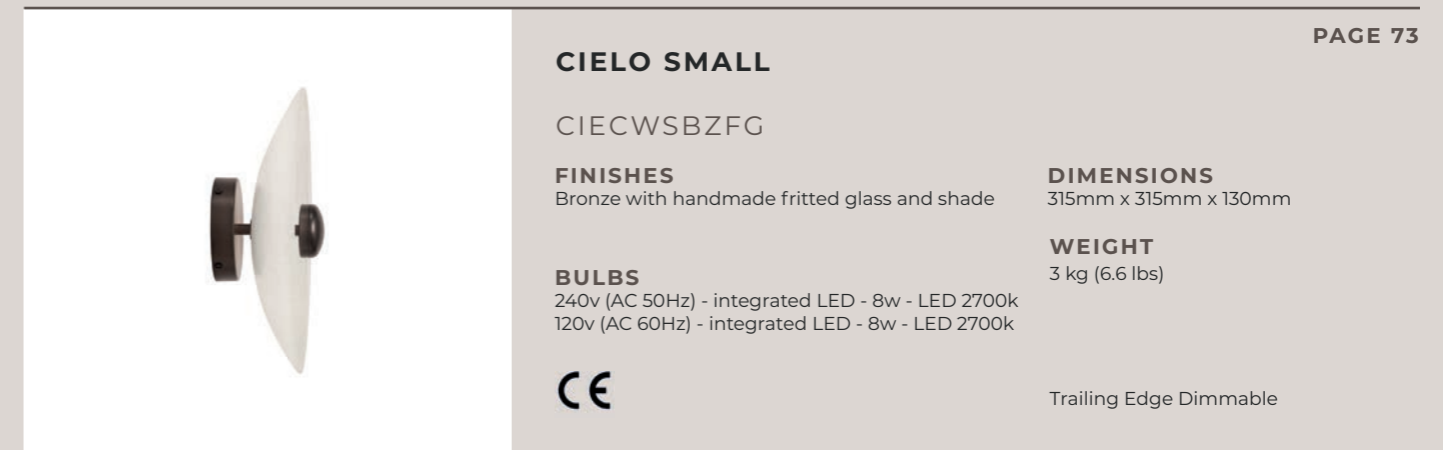 PAGE 73
CIELO SMALL
CIECWSBZFG
FINISHES
Bronze with handmade fritted glass and shade
DIMENSIONS
315mm x 315mm x 130mm
WEIGHT
3 kg (6.6 lbs)
BULBS
240v (AC 50Hz) - integrated LED - 8w - LED 2700k
120v (AC 60Hz) - integrated LED - 8w - LED 2700k
CE
Trailing Edge Dimmable